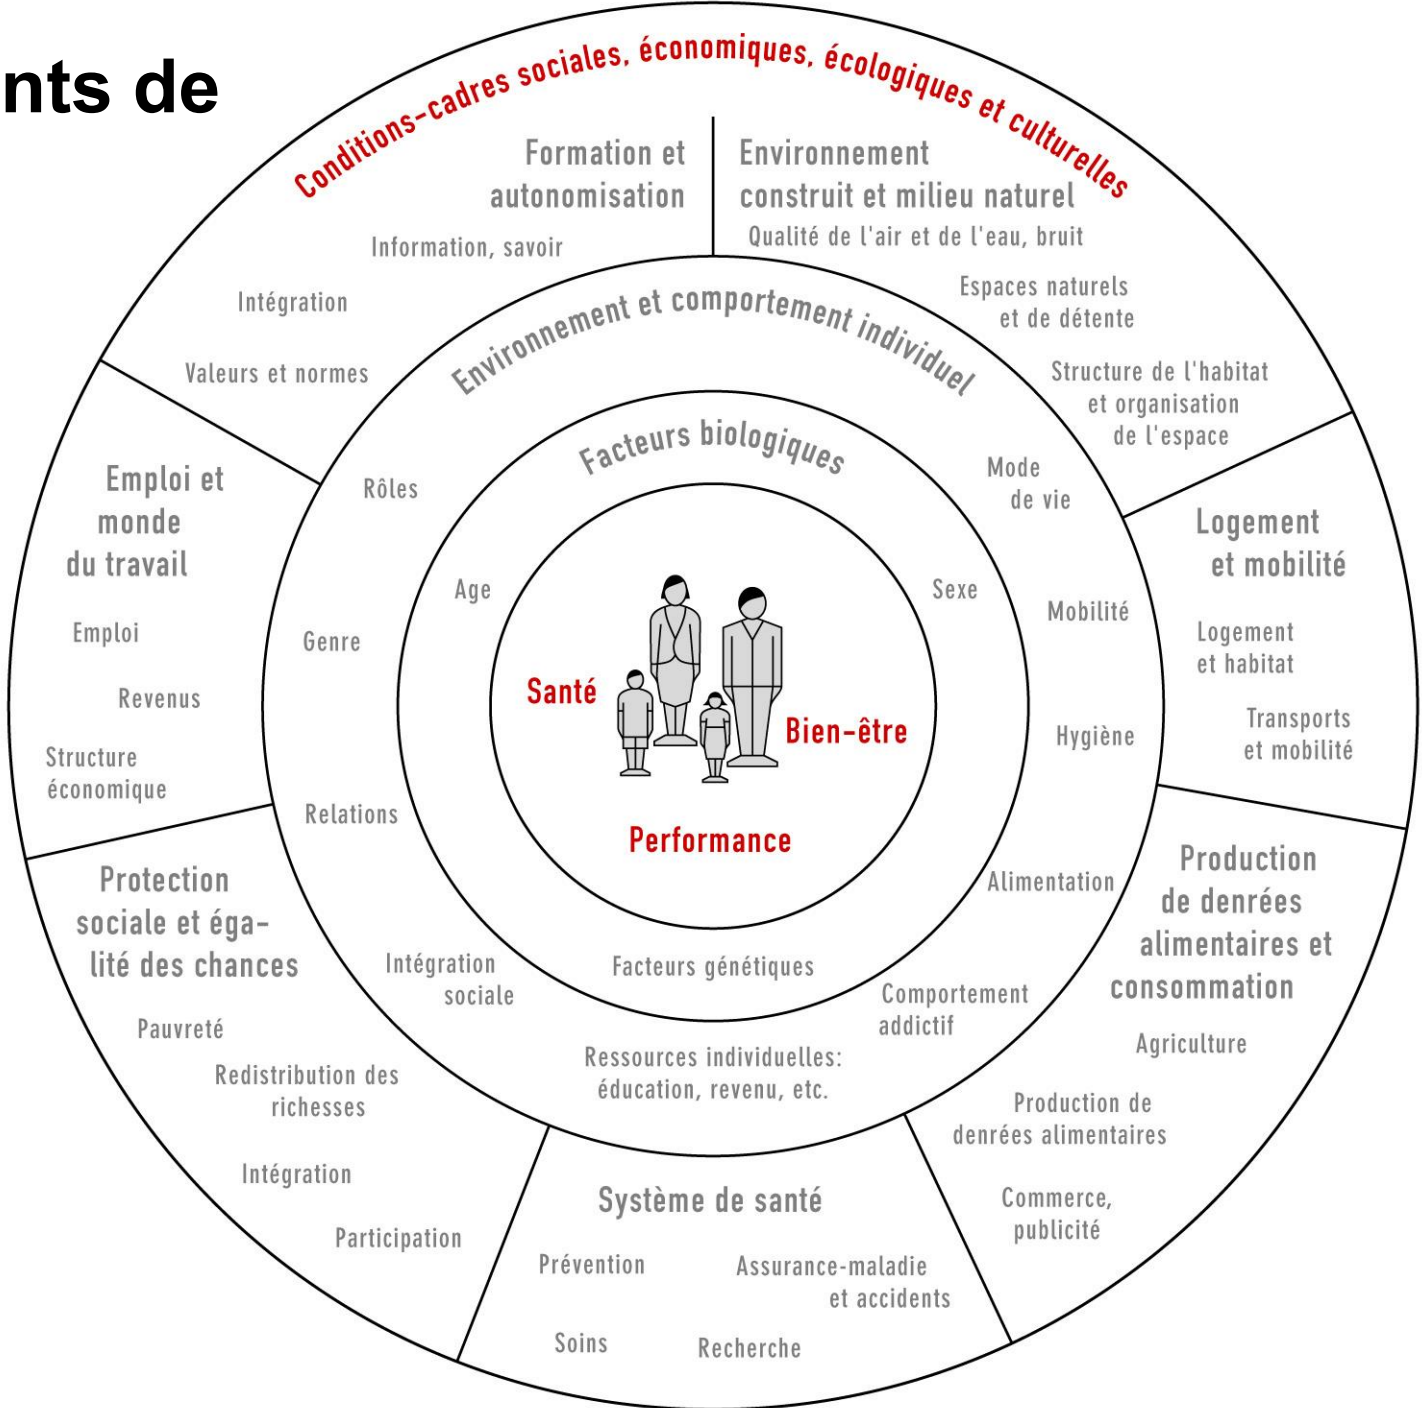 nts de
Conditions-cadres sociales, économiques, écologiques et culturelles
Formation et
autonomisation
Information, savoir
Intégration
Valeurs et normes
Environnement
construit et milieu naturel
Qualité de l'air et de l'eau, bruit
Espaces naturels
et de détente
Structure de l'habitat
et organisation
de l'espace
Logement
et mobilité
Logement
et habitat
Transports
et mobilité
Production
de denrées
alimentaires et
consommation
Agriculture
Production de
denrées alimentaires
Commerce,
publicité
Système de santé
Prévention
Assurance-maladie
et accidents
Soins
Recherche
Protection
sociale et éga-
lité des chances
Pauvreté
Redistribution des
richesses
Intégration
Participation
Emploi et
monde
du travail
Emploi
Revenus
Structure
économique
Environnement et comportement individuel
Rôles
Genre
Relations
Intégration
sociale
Ressources individuelles:
éducation, revenu, etc.
Comportement
addictif
Alimentation
Hygiène
Mobilité
Mode
de vie
Facteurs biologiques
Age
Sexe
Facteurs génétiques
Santé
Bien-être
Performance